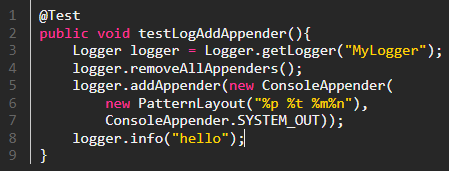 1 @Test
2 public void testLogAddAppender(){
3     Logger logger = Logger.getLogger("MyLogger");
4     logger.removeAllAppenders();
5     logger.addAppender(new ConsoleAppender(
6         new PatternLayout("%p %t %m%n"),
7         ConsoleAppender.SYSTEM_OUT));
8     logger.info("hello");
9 }